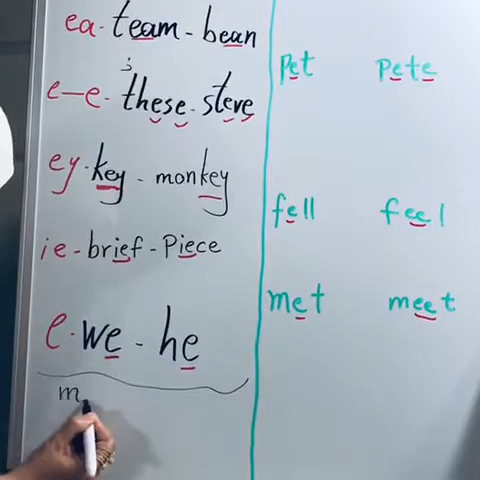 ea - team - bean
e-e - these - steve
ey - key - monkey
ie - brief - Piece
e - we - he
m
pet Pete
fell feel
met meet